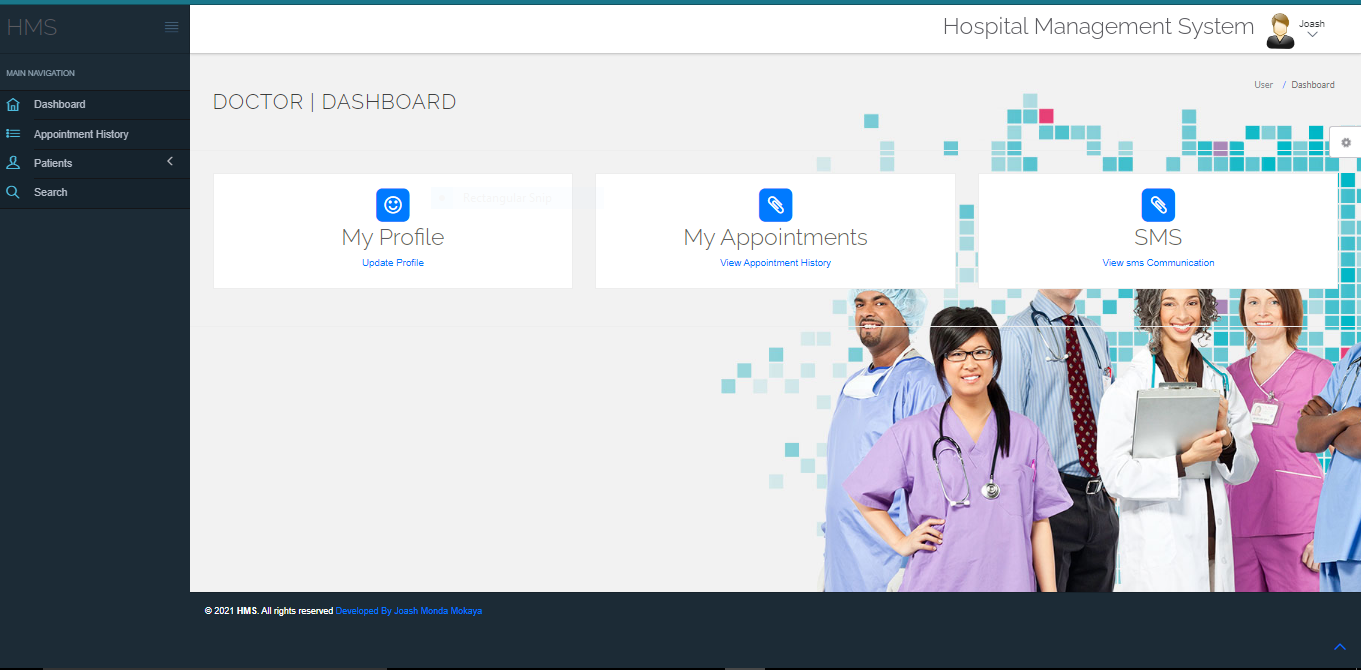 HMS
Hospital Management System
Joash
MAIN NAVIGATION
Dashboard
Appointment History
Patients
Search
User / Dashboard
DOCTOR | DASHBOARD
Rectangular Snip
My Profile
Update Profile
My Appointments
View Appointment History
SMS
View sms Communication
© 2021 HMS. All rights reserved Developed By Joash Monda Mokaya